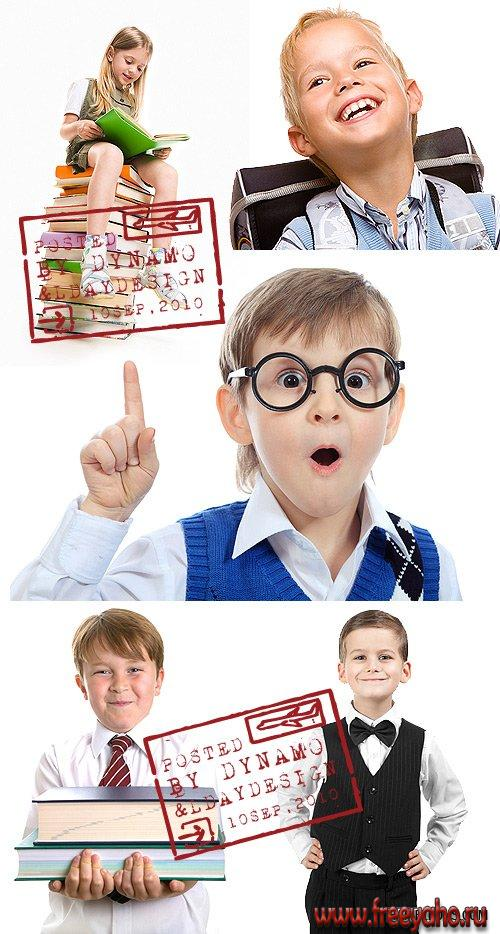 POSTED
BY DYNAMO
&LDAYDESIGN
10SEP.2010
POSTED
BY DYNAMO
&LDAYDESIGN
10SEP.2010
www.freeyaho.ru